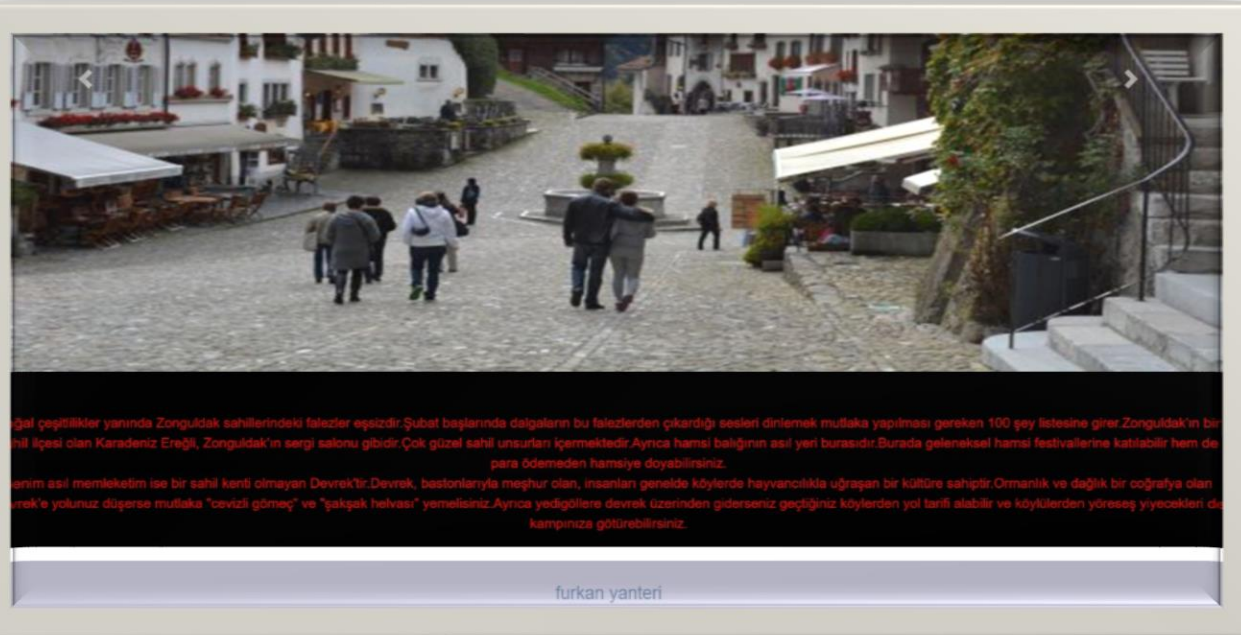 ğal çeşitlilikler yanında Zonguldak sahillerindeki falezler eşsizdir.Şubat başlarında dalgaların bu falezlerden çıkardığı sesleri dinlemek mutlaka yapılması gereken 100 şey listesine girer.Zonguldak'ın bir
hil ilçesi olan Karadeniz Ereğli, Zonguldak'ın sergi salonu gibidir.Çok güzel sahil unsurları içermektedir.Ayrıca hamsi balığının asıl yeri burasıdır.Burada geleneksel hamsi festivallerine katılabilir hem de
para ödemeden hamsiye doyabilirsiniz.
enim asıl memleketim ise bir sahil kenti olmayan Devrek'tir.Devrek, bastonlarıyla meşhur olan, insanları genelde köylerde hayvancılıkla uğraşan bir kültüre sahiptir.Ormanlık ve dağlık bir coğrafya olan
vrek'e yolunuz düşerse mutlaka "cevizli gömeç" ve "şakşak helvası" yemelisiniz.Ayrıca yedigöllere devrek üzerinden giderseniz geçtiğiniz köylerden yol tarifi alabilir ve köylülerden yöreseş yiyecekleri de
kampınıza götürebilirsiniz.
furkan yanteri